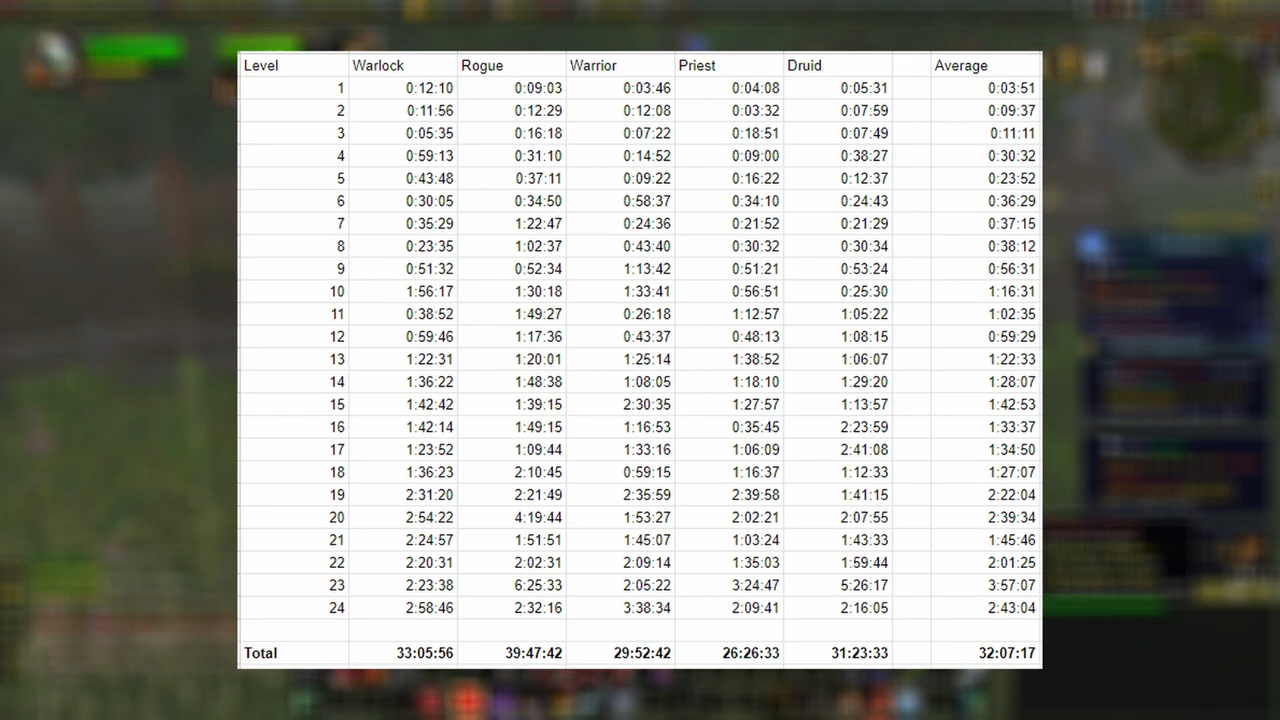 Level Warlock Rogue Warrior Priest Druid Average
1 0:12:10 0:09:03 0:03:46 0:04:08 0:05:31 0:03:51
2 0:11:56 0:12:29 0:12:08 0:03:32 0:07:59 0:09:37
3 0:05:35 0:16:18 0:07:22 0:18:51 0:07:49 0:11:11
4 0:59:13 0:31:10 0:14:52 0:09:00 0:38:27 0:30:32
5 0:43:48 0:37:11 0:09:22 0:16:22 0:12:37 0:23:52
6 0:30:05 0:34:50 0:58:37 0:34:10 0:24:43 0:36:29
7 0:35:29 1:22:47 0:24:36 0:21:52 0:21:29 0:37:15
8 0:23:35 1:02:37 0:43:40 0:30:32 0:30:34 0:38:12
9 0:51:32 0:52:34 1:13:42 0:51:21 0:53:24 0:56:31
10 1:56:17 1:30:18 1:33:41 0:56:51 0:25:30 1:16:31
11 0:38:52 1:49:27 0:26:18 1:12:57 1:05:22 1:02:35
12 0:59:46 1:17:36 0:43:37 0:48:13 1:08:15 0:59:29
13 1:22:31 1:20:01 1:25:14 1:38:52 1:06:07 1:22:33
14 1:36:22 1:48:38 1:08:05 1:18:10 1:29:20 1:28:07
15 1:42:42 1:39:15 2:30:35 1:27:57 1:13:57 1:42:53
16 1:42:14 1:49:15 1:16:53 0:35:45 2:23:59 1:33:37
17 1:23:52 1:09:44 1:33:16 1:06:09 2:41:08 1:34:50
18 1:36:23 2:10:45 0:59:15 1:16:37 1:12:33 1:27:07
19 2:31:20 2:21:49 2:35:59 2:39:58 1:41:15 2:22:04
20 2:54:22 4:19:44 1:53:27 2:02:21 2:07:55 2:39:34
21 2:24:57 1:51:51 1:45:07 1:03:24 1:43:33 1:45:46
22 2:20:31 2:02:31 2:09:14 1:35:03 1:59:44 2:01:25
23 2:23:38 6:25:33 2:05:22 3:24:47 5:26:17 3:57:07
24 2:58:46 2:32:16 3:38:34 2:09:41 2:16:05 2:43:04
Total 33:05:56 39:47:42 29:52:42 26:26:33 31:23:33 32:07:17